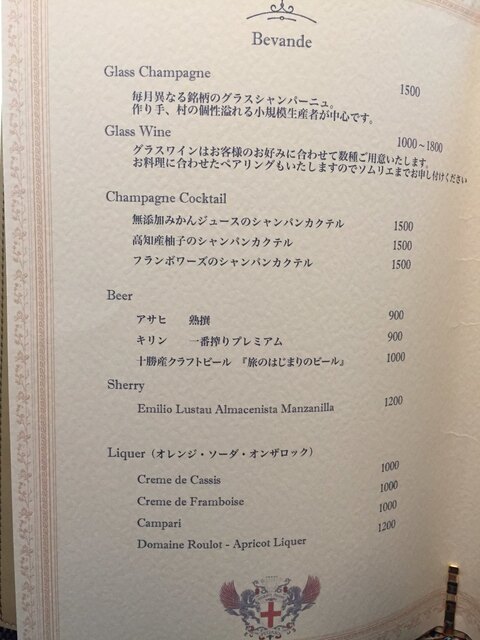 Bevande
Glass Champagne 1500
毎月異なる銘柄のグラスシャンパーニュ。
作り手、村の個性溢れる小規模生産者が中心です。
Glass Wine 1000～1800
グラスワインはお客様のお好みに合わせて数種ご用意いたします。
お料理に合わせたペアリングもいたしますのでソムリエまでお申し付けください
Champagne Cocktail
無添加みかんジュースのシャンパンカクテル 1500
高知産柚子のシャンパンカクテル 1500
フランボワーズのシャンパンカクテル 1500
Beer
アサヒ 熟撰 900
キリン 一番搾りプレミアム 900
十勝産クラフトビール 『旅のはじまりのビール』 1000
Sherry
Emilio Lustau Almacenista Manzanilla 1200
Liquer（オレンジ・ソーダ・オンザロック）
Creme de Cassis 1000
Creme de Framboise 1000
Campari 1000
Domaine Roulot - Apricot Liquer 1200